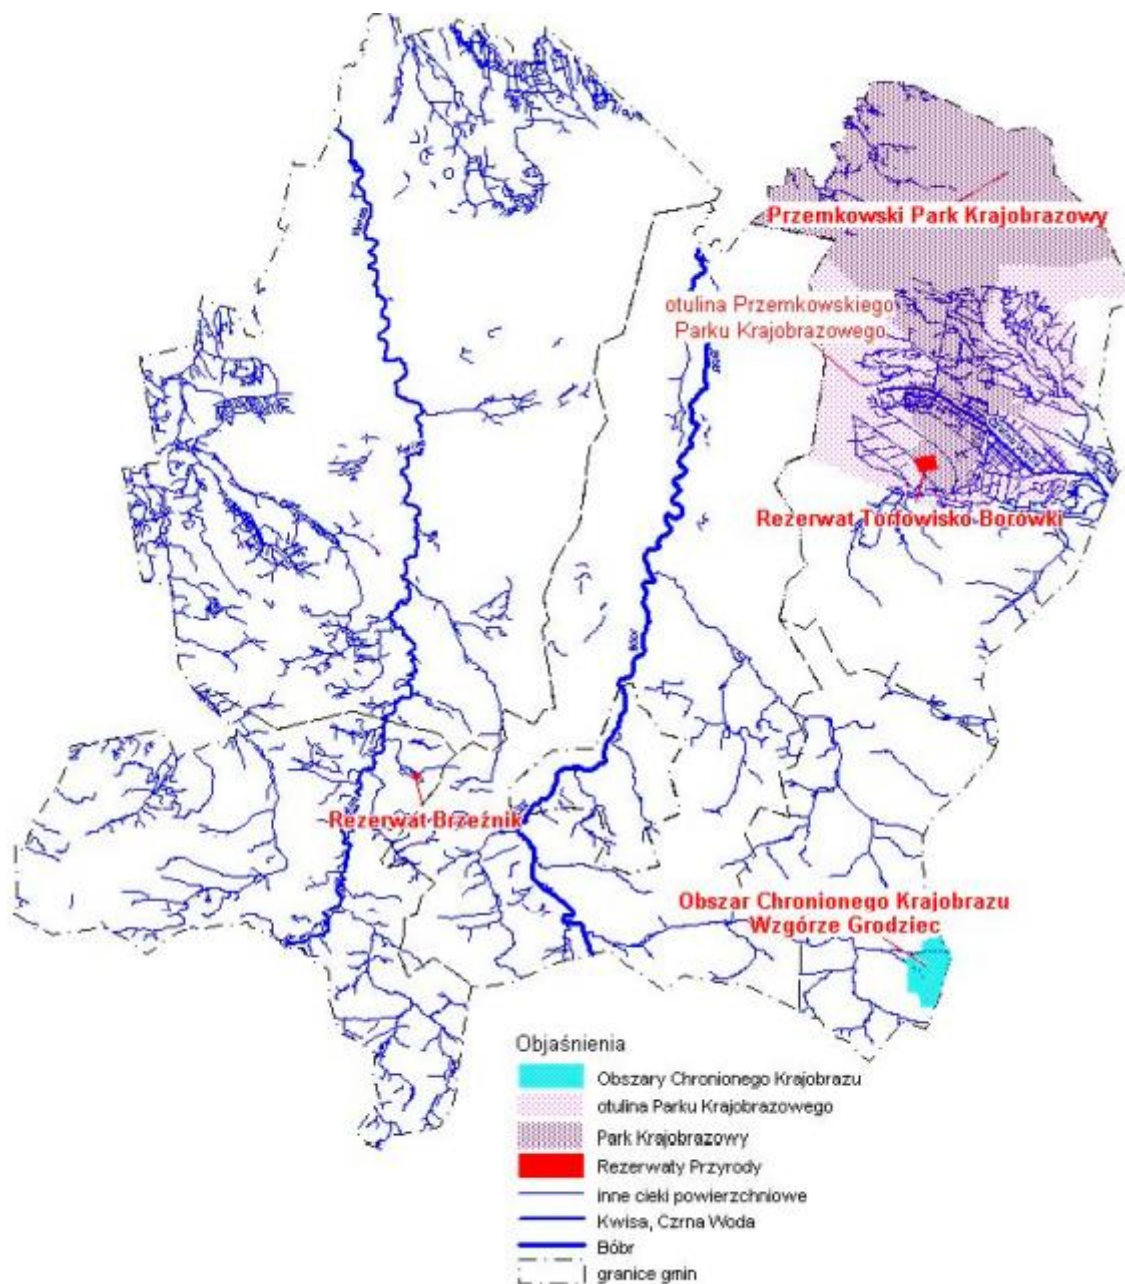 Przemkowski Park Krajobrazowy
otulina Przemkowskiego
Parku Krajobrazowego
Rezerwat Torfowisko Borówki
Bóbr
Rezerwat Brzeźnik
Obszar Chronionego Krajobrazu
Wzgórze Grodziec
Objaśnienia
Obszary Chronionego Krajobrazu
otulina Parku Krajobrazowego
Park Krajobrazowy
Rezerwaty Przyrody
inne cieki powierzchniowe
Kwisa, Czrna Woda
Bóbr
granice gmin